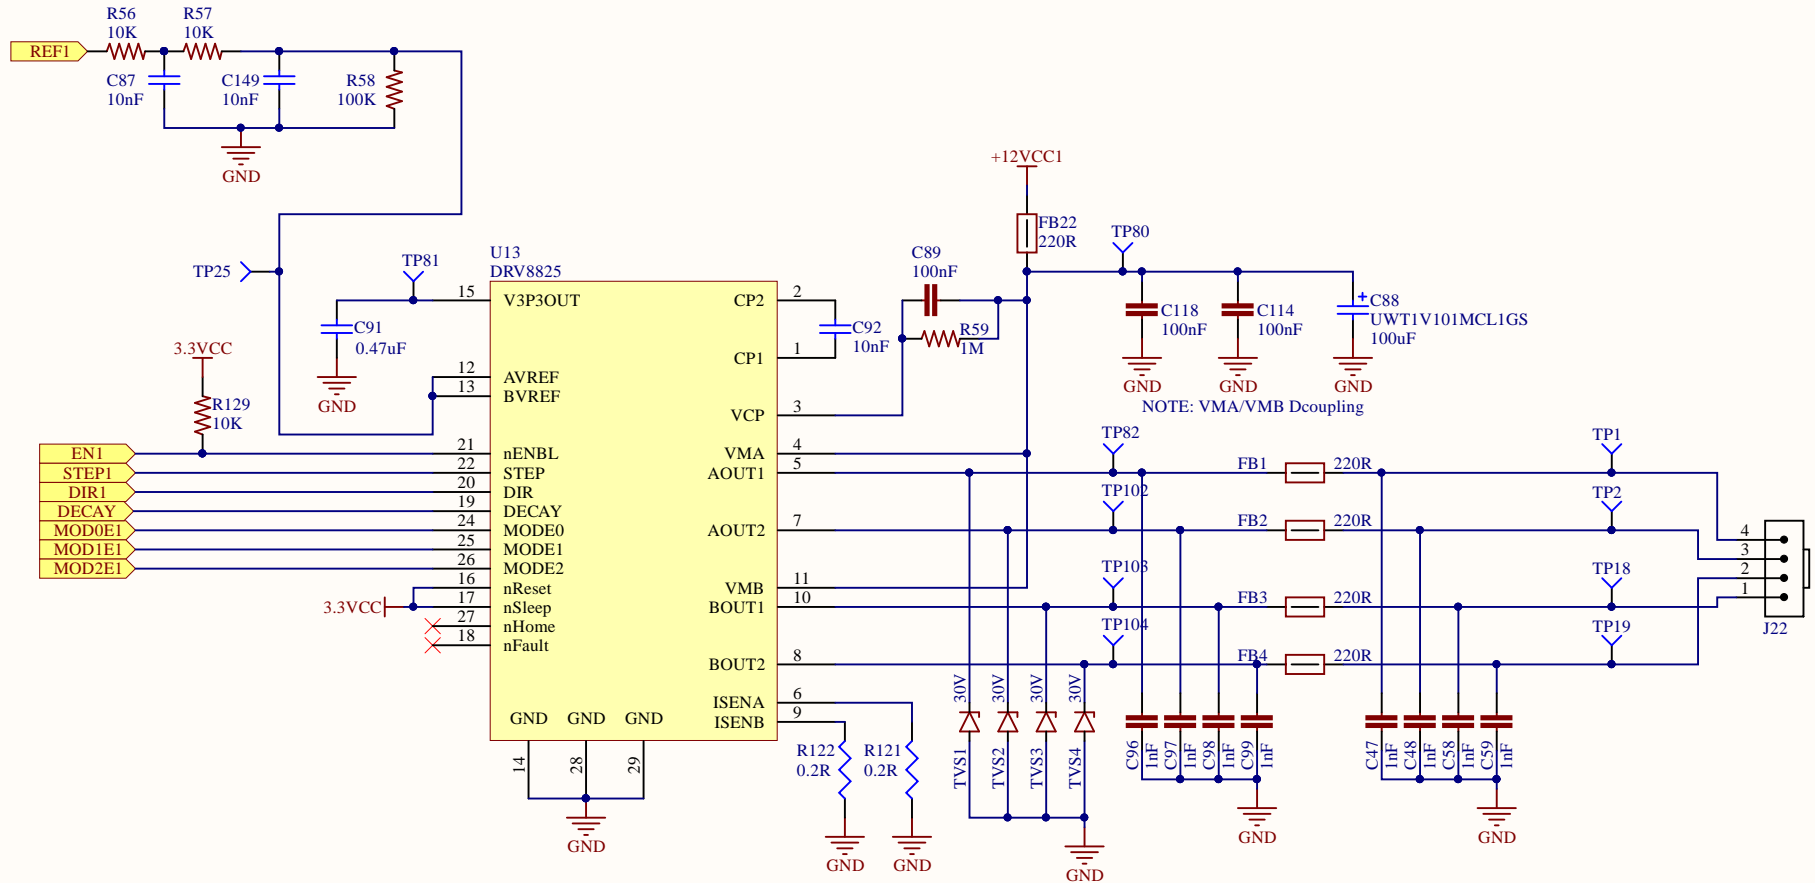 R56
10K
R57
10K
REF1
C87
10nF
C149
10nF
R58
100K
GND
+12VCC1
FB22
220R
TP80
TP25
TP81
U13
DRV8825
C89
100nF
15
V3P3OUT
CP2
2
C91
0.47uF
C92
10nF
R59
1M
C118
100nF
C114
100nF
C88
UWT1V101MCL1GS
100uF
3.3VCC
CP1
1
12
AVREF
13
BVREF
GND
GND
GND
GND
R129
10K
VCP
3
NOTE: VMA/VMB Dcoupling
EN1
21
nENBL
VMA
4
TP82
TP1
STEP1
22
STEP
AOUT1
5
FB1
220R
DIR1
20
DIR
TP102
TP2
DECAY
19
DECAY
MOD0E1
24
MODE0
AOUT2
7
FB2
220R
4
MOD1E1
25
MODE1
3
MOD2E1
26
MODE2
TP103
TP18
2
16
nReset
VMB
11
1
3.3VCC
17
nSleep
BOUT1
10
FB3
220R
27
nHome
TP104
TP19
J22
18
nFault
BOUT2
8
FB4
220R
ISENA
6
30V
30V
30V
30V
GND
GND
GND
ISENB
9
R122
0.2R
R121
0.2R
TVS1
TVS2
TVS3
TVS4
C96
1nF
C97
1nF
C98
1nF
C99
1nF
C47
1nF
C48
1nF
C58
1nF
C59
1nF
14
28
29
GND
GND
GND
GND
GND
GND